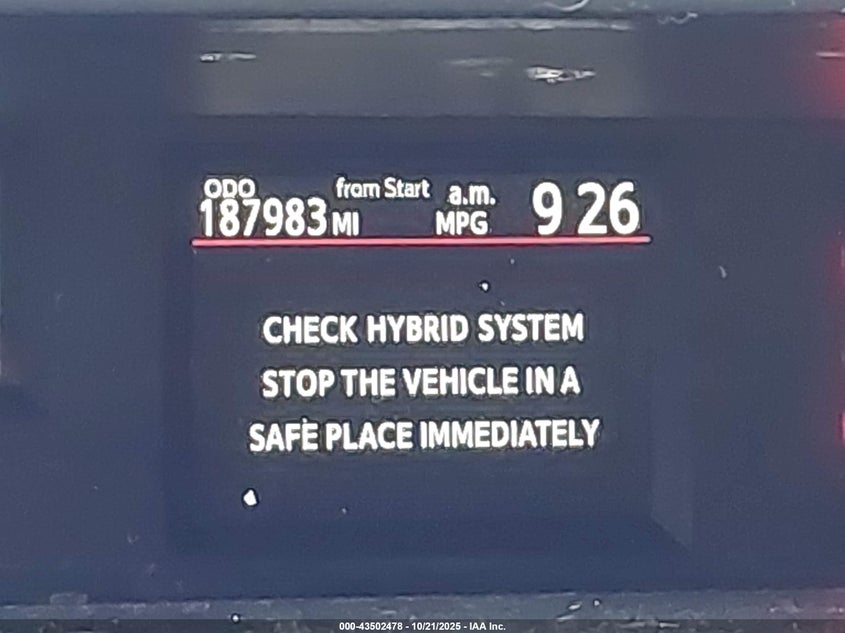 ODO from Start a.m. 9 26
187983 MI MPG
CHECK HYBRID SYSTEM
STOP THE VEHICLE IN A
SAFE PLACE IMMEDIATELY
000-43502478 - 10/21/2025 - IAA Inc.